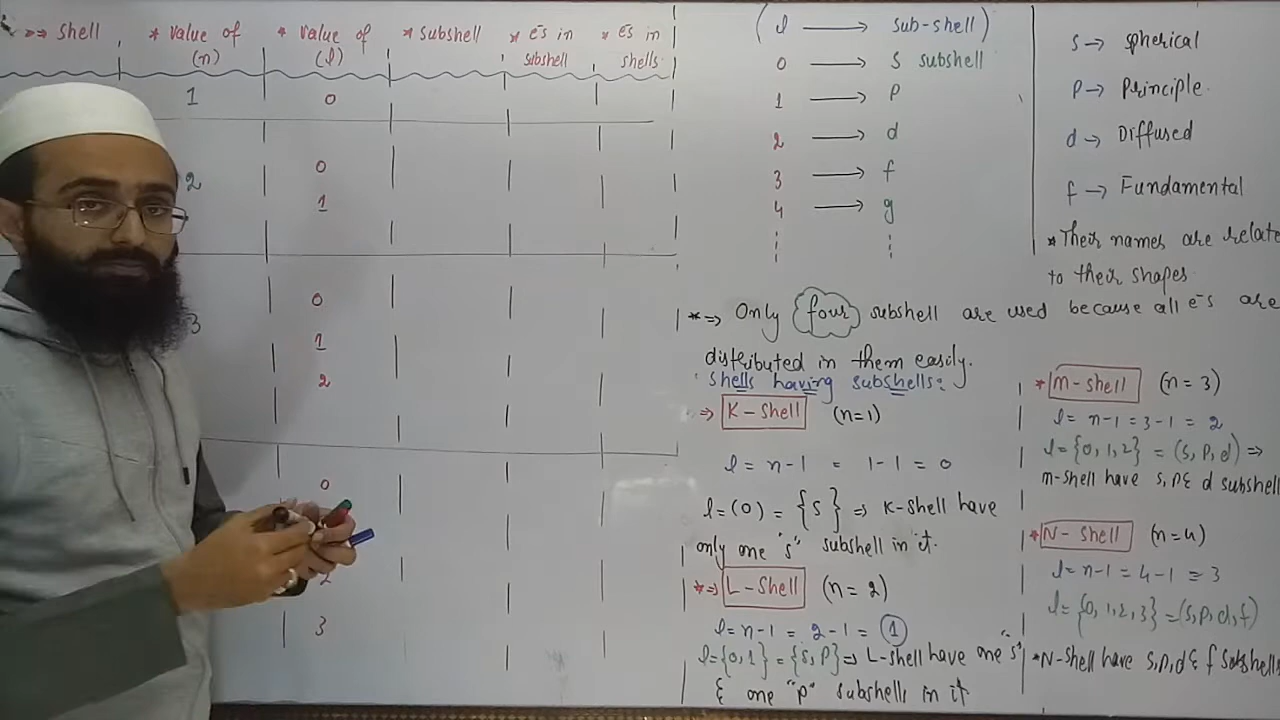 *=> Shell * value of (n) * value of (l) * subshell * e⁻s in subshell * e⁻s in shells
1 0
2 0
1
3 0
1
2
0
2
3
(l → sub-shell)
0 → s subshell
1 → p
2 → d
3 → f
4 → g
s → spherical
P → Principle
d → Diffused
f → Fundamental
* Their names are relate
to their shapes
*=> Only four subshell are used because all e⁻s are
distributed in them easily.
Shells having subshells:
=> K-Shell (n=1)
l = n-1 = 1-1 = 0
l=(0) = {s} => K-shell have
only one "s" subshell in it.
*=> L-Shell (n=2)
l=n-1 = 2-1 = 1
l={0,1} = {s,P} => L-shell have one "s"
& one "p" subshells in it
* M-shell (n=3)
l= n-1 = 3-1 = 2
l={0,1,2} = (s,P,d) =>
M-shell have s,p & d subshell
* N-shell (n=4)
l= n-1 = 4-1 = 3
l={0,1,2,3} = (s,p,d,f)
* N-shell have s,p,d & f subshells